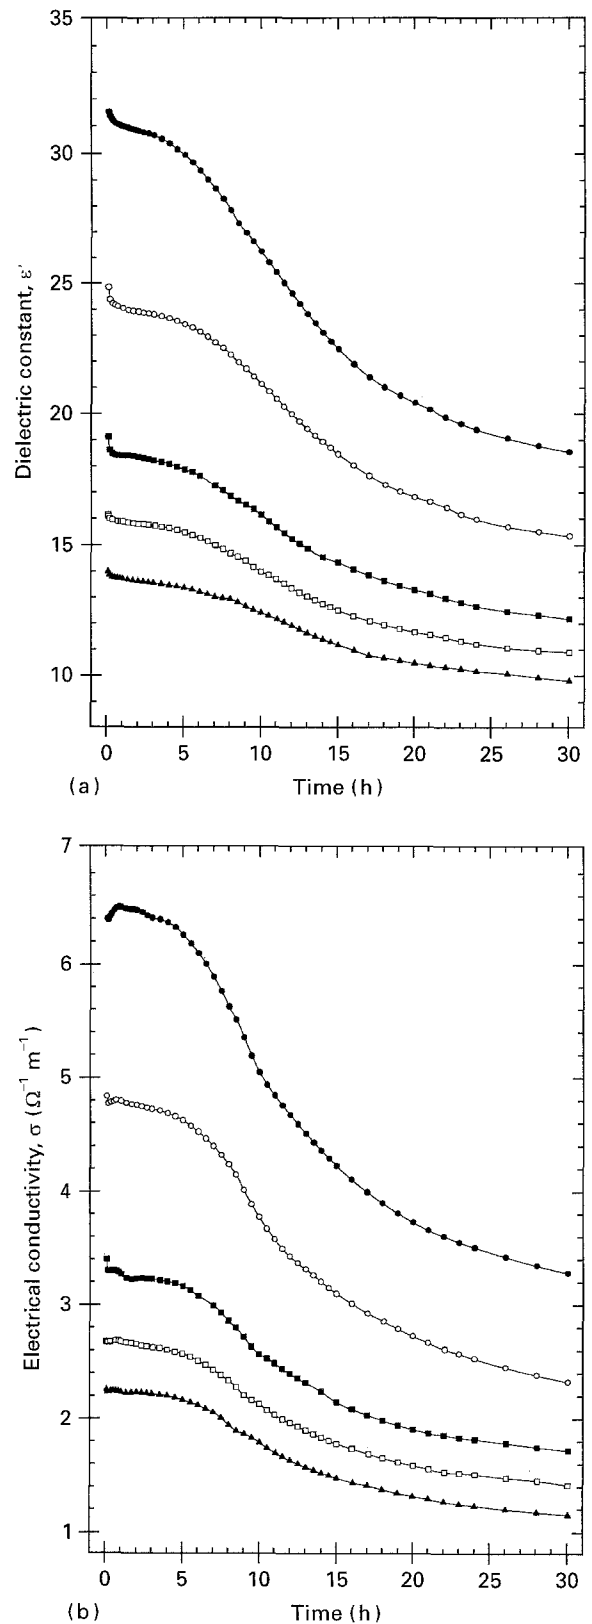 35
30
25
20
15
10
Dielectric constant, ε′
0 5 10 15 20 25 30
(a) Time (h)
7
6
5
4
3
2
1
Electrical conductivity, σ (Ω⁻¹ m⁻¹)
0 5 10 15 20 25 30
(b) Time (h)